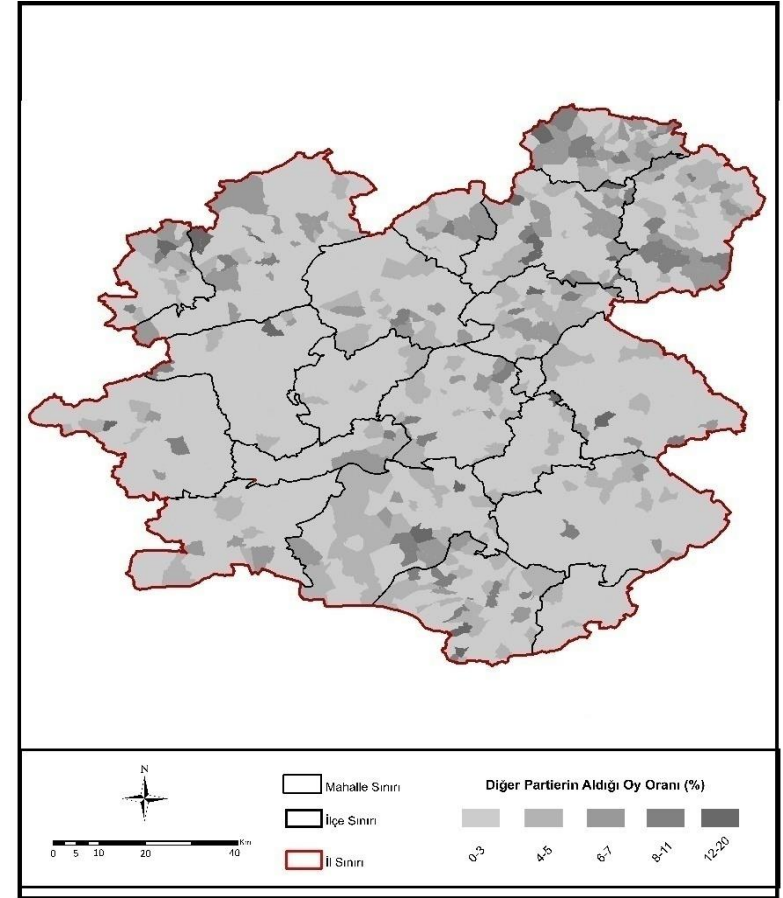 N
0 5 10 20 40 Km
Mahalle Sınırı
İlçe Sınırı
İl Sınırı
Diğer Partierin Aldığı Oy Oranı (%)
0-3 4-5 6-7 8-11 12-20